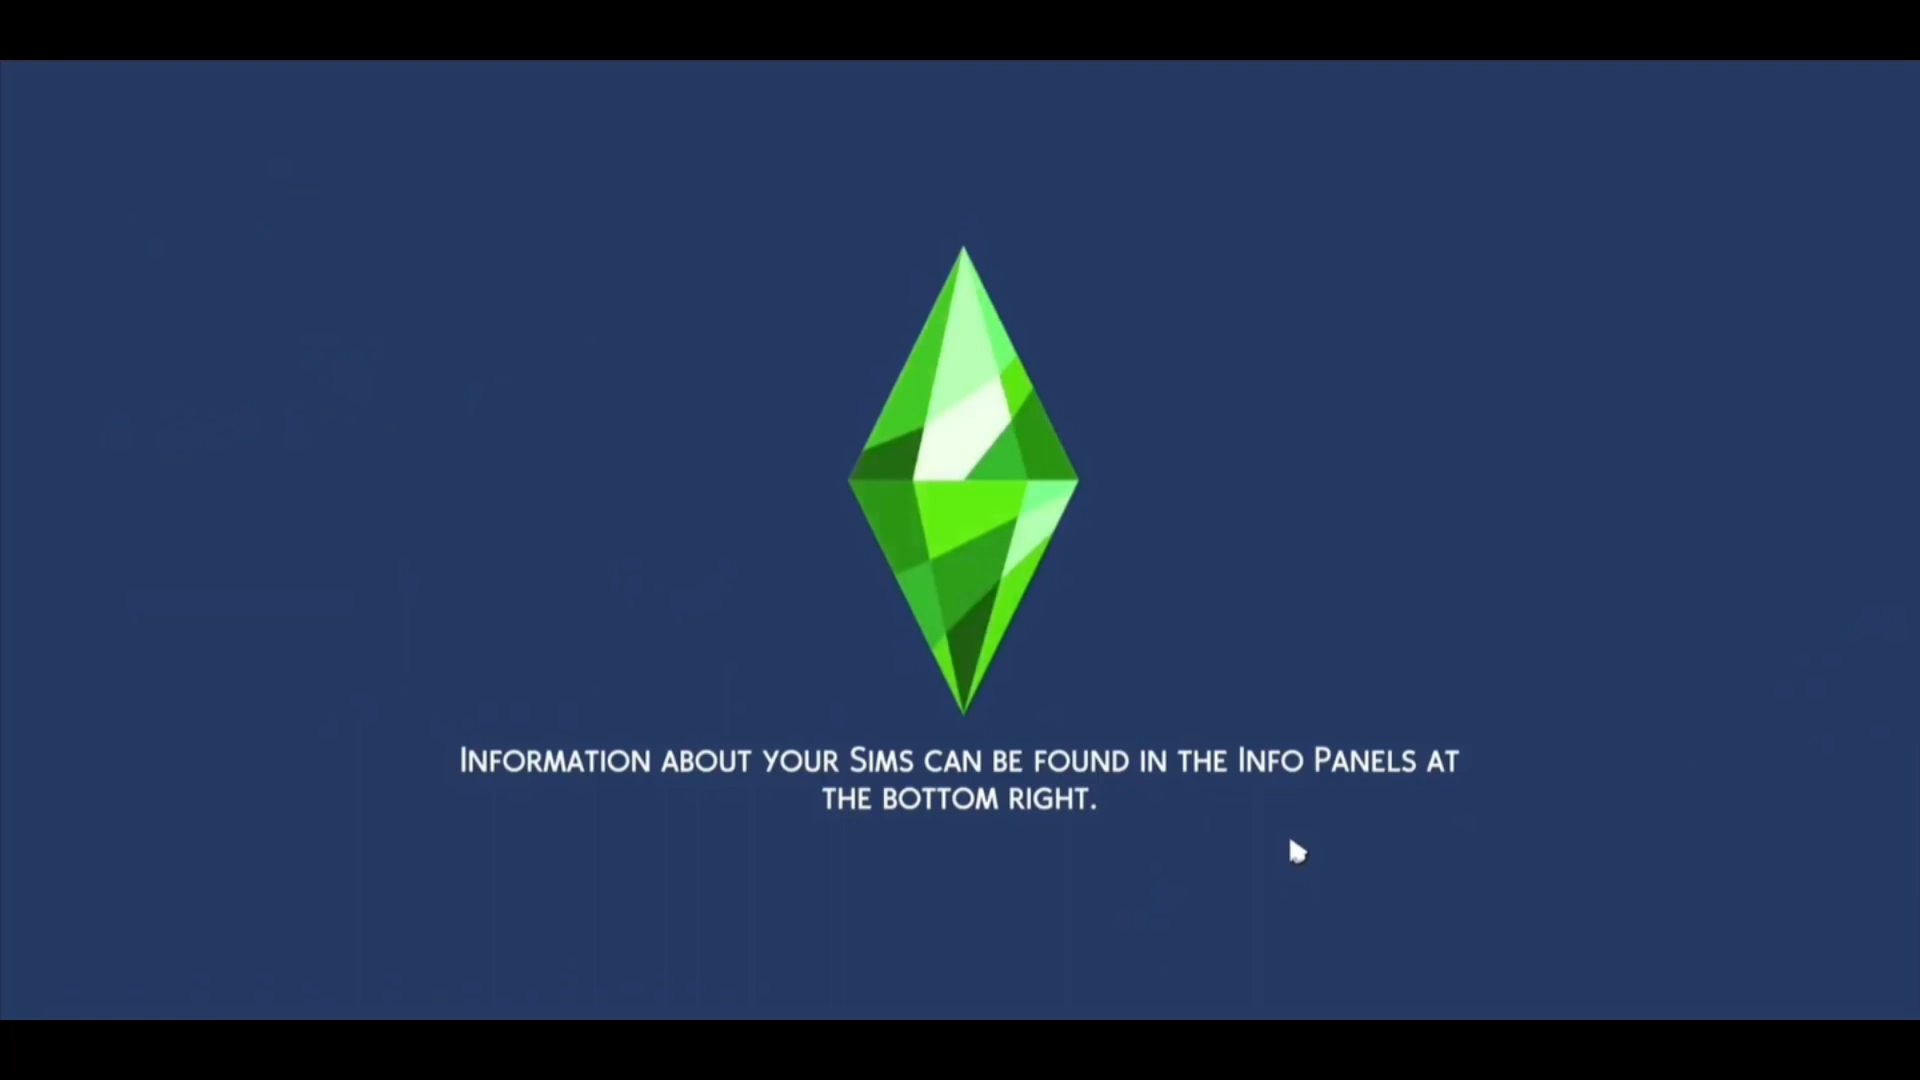 Information about your Sims can be found in the Info Panels at
the bottom right.